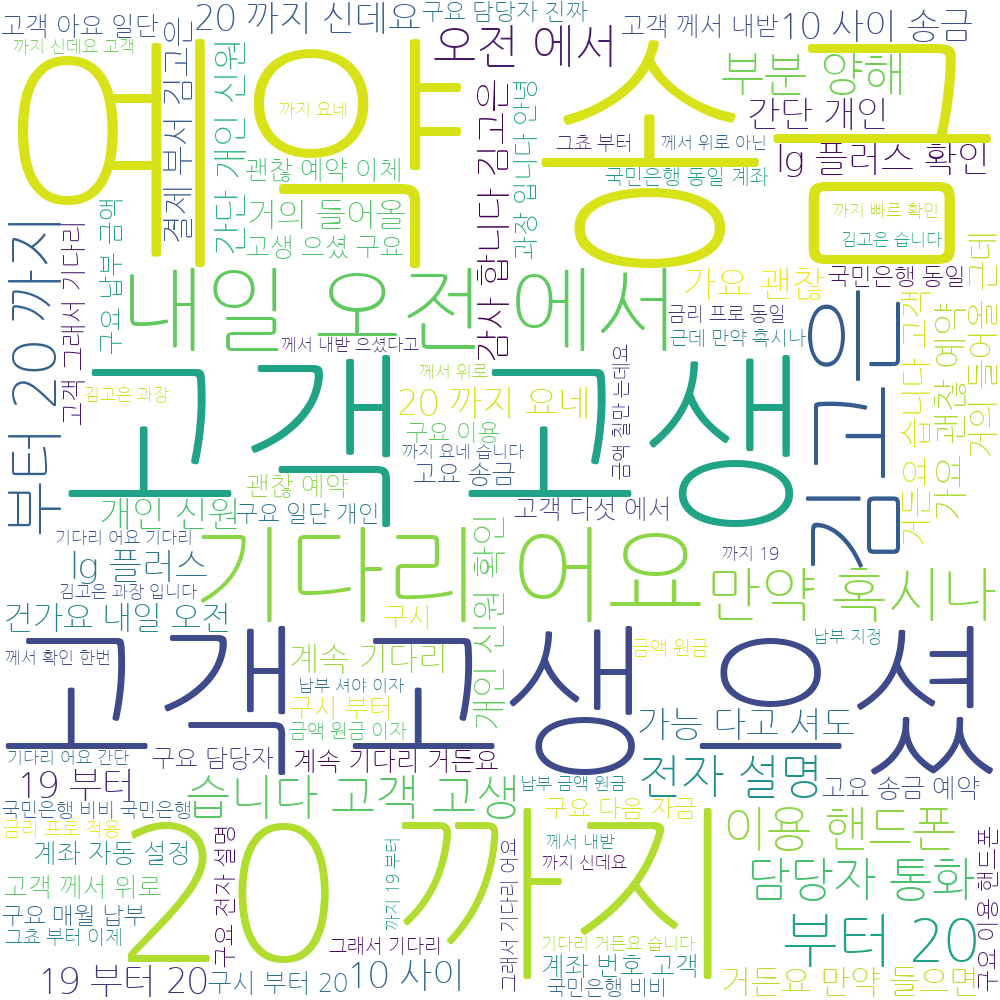 고객 아요 일단
20 까지 신데요
구요 담당자 진짜
고객 께서 내받
10 사이 송금
까지 신데요 고객
오전 에서
예약 송금
까지 요네
부분 양해
간단 개인
그쵸 부터
께서 위로 아닌
lg 플러스 확인
결제 부서 김고은
간단 개인 신원
괜찮 예약 이체
거의 들어올
고생 으셨 구요
감사 합니다 김고은
과장 입니다 안녕
국민은행 동일 계좌
까지 빠르 확인
김고은 습니다
부터 20 까지
그래서 기다리
고객
구요 납부 금액
내일 오전 에서
가요 괜찮
국민은행 동일
금리 프로 동일
근데 만약 혹시나
께서 내받 으셨다고
거든요 습니다 고객
가요 괜찮 예약
거의 들어올 근데
김고은
고객 고생
김고은 과장
께서 위로
20 까지 요네
구요 이용
까지 요네 습니다
고요 송금
금액 칠만 는데요
괜찮 예약
개인 신원
구요 일단 개인
고객 다섯 에서
기다리 어요 기다리
기다리 어요
lg 플러스
까지 19
만약 혹시나
김고은 과장 입니다
개인 신원 확인
건가요 내일 오전
구시
고객 고생 으셨
께서 확인 한번
계속 기다리
금액 원금
납부 지정
납부 셔야 이자
구시 부터
금액 원금 이자
가능 다고 셔도
기다리 어요 간단
구요 담당자
계속 기다리 거든요
전자 설명
19 부터
습니다 고객 고생
납부 금액 원금
고요 송금 예약
국민은행 비비 국민은행
구요 다음 자금
이용 핸드폰
금리 프로 적용
20 까지
계좌 자동 설정
구요 전자 설명
까지 19 부터
그래서 기다리 어요
께서 내받
까지 신데요
담당자 통화
고객 께서 위로
구요 매월 납부
그쵸 부터 이제
그래서 기다리
기다리 거든요 습니다
부터 20
구요 이용 핸드폰
계좌 번호 고객
19 부터 20
구시 부터 20
10 사이
국민은행 비비
거든요 만약 들으면